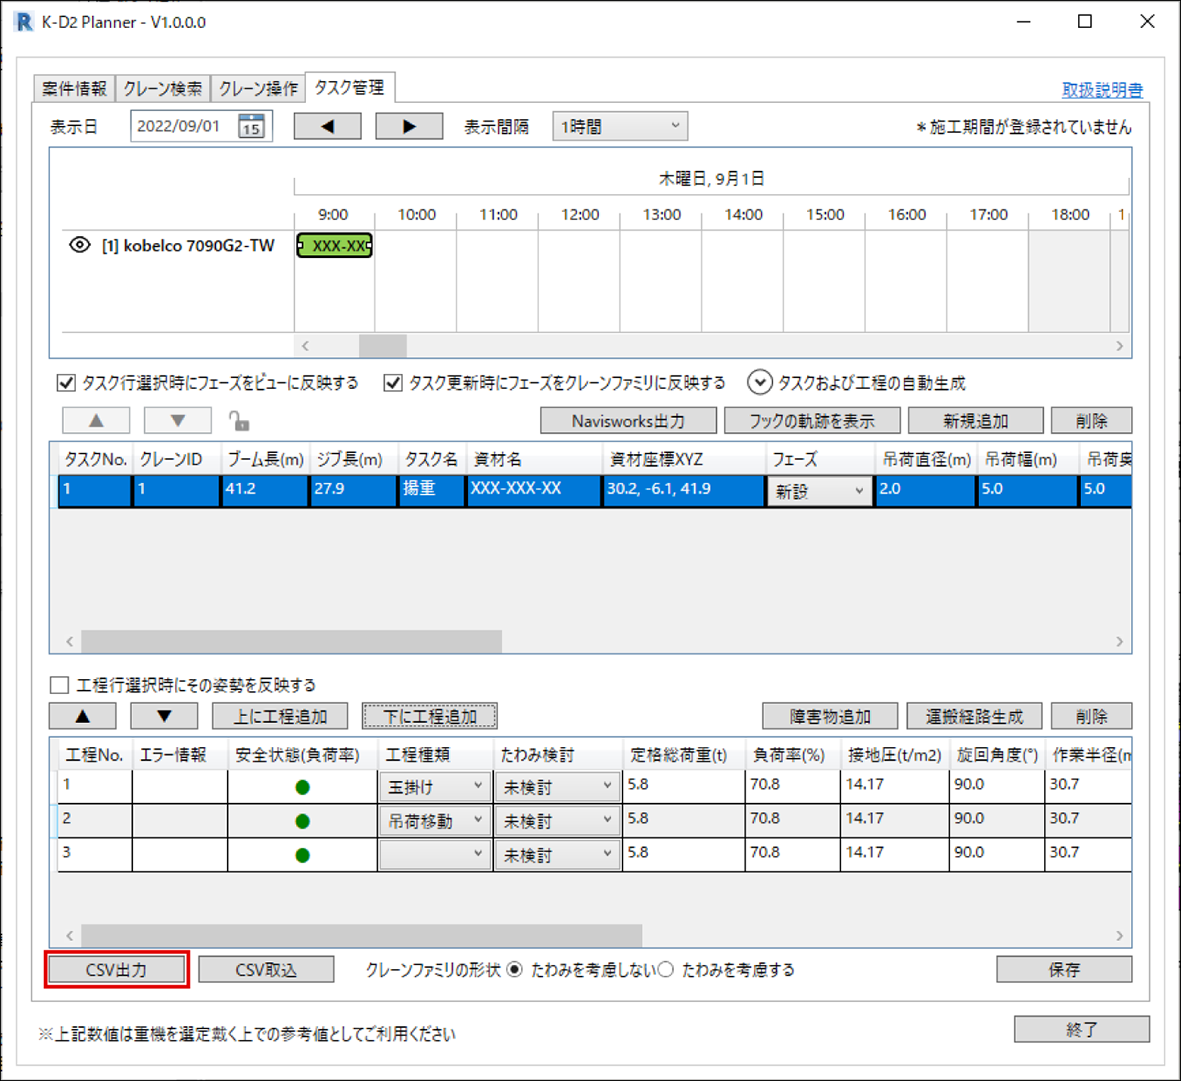 K-D2 Planner - V1.0.0.0
案件情報 クレーン検索 クレーン操作 タスク管理 取扱説明書
表示日 2022/09/01 15 ◀ ▶ 表示間隔 1時間 *施工期間が登録されていません
木曜日, 9月1日
9:00 10:00 11:00 12:00 13:00 14:00 15:00 16:00 17:00 18:00 1
[1] kobelco 7090G2-TW XXX-XX
タスク行選択時にフェーズをビューに反映する タスク更新時にフェーズをクレーンファミリに反映する タスクおよび工程の自動生成
▲ ▼ Navisworks出力 フックの軌跡を表示 新規追加 削除
タスクNo. クレーンID ブーム長(m) ジブ長(m) タスク名 資材名 資材座標XYZ フェーズ 吊荷直径(m) 吊荷幅(m) 吊荷奥
1 1 41.2 27.9 揚重 XXX-XXX-XX 30.2, -6.1, 41.9 新設 2.0 5.0 5.0
工程行選択時にその姿勢を反映する
▲ ▼ 上に工程追加 下に工程追加 障害物追加 運搬経路生成 削除
工程No. エラー情報 安全状態(負荷率) 工程種類 たわみ検討 定格総荷重(t) 負荷率(%) 接地圧(t/m2) 旋回角度(°) 作業半径(m
1 玉掛け 未検討 5.8 70.8 14.17 90.0 30.7
2 吊荷移動 未検討 5.8 70.8 14.17 90.0 30.7
3 未検討 5.8 70.8 14.17 90.0 30.7
CSV出力 CSV取込 クレーンファミリの形状 たわみを考慮しない たわみを考慮する 保存
※上記数値は重機を選定戴く上での参考値としてご利用ください 終了